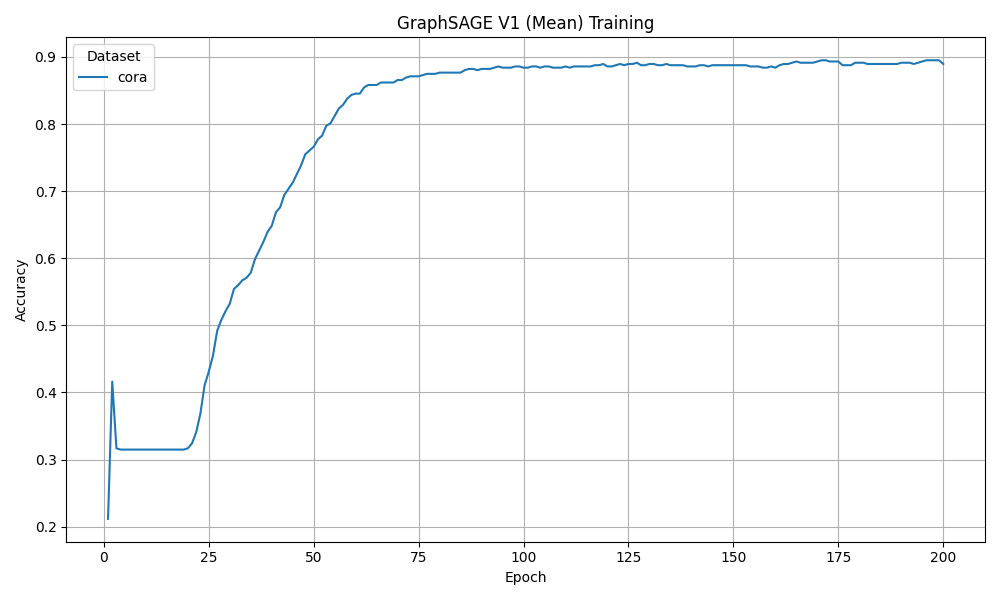 GraphSAGE V1 (Mean) Training
Dataset
cora
Accuracy
0.9
0.8
0.7
0.6
0.5
0.4
0.3
0.2
0 25 50 75 100 125 150 175 200
Epoch